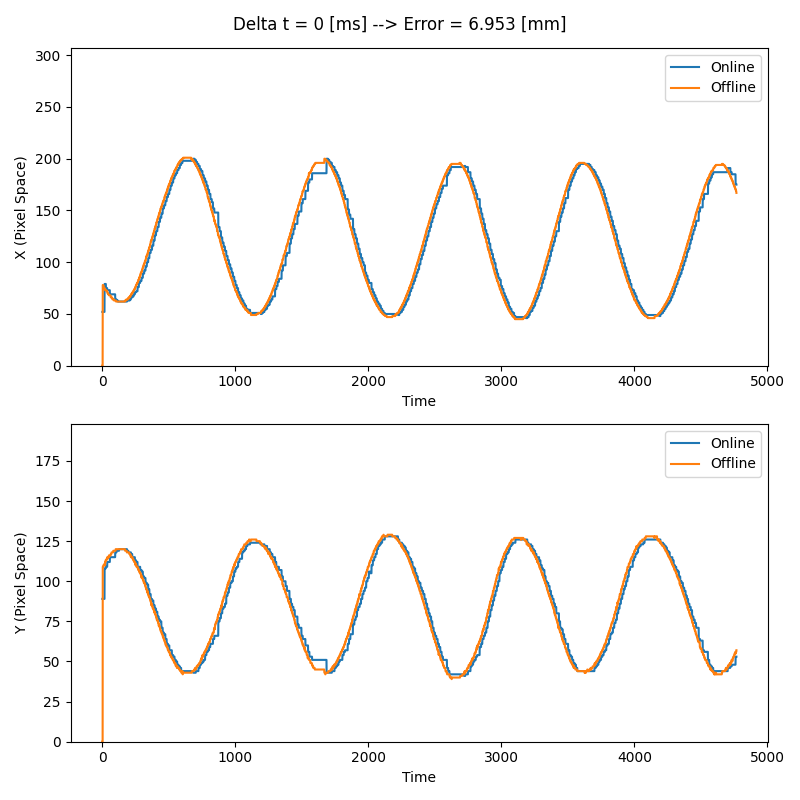 Delta t = 0 [ms] --> Error = 6.953 [mm]
300
250
200
150
100
50
0
X (Pixel Space)
Online
Offline
0 1000 2000 3000 4000 5000
Time
175
150
125
100
75
50
25
0
Y (Pixel Space)
Online
Offline
0 1000 2000 3000 4000 5000
Time